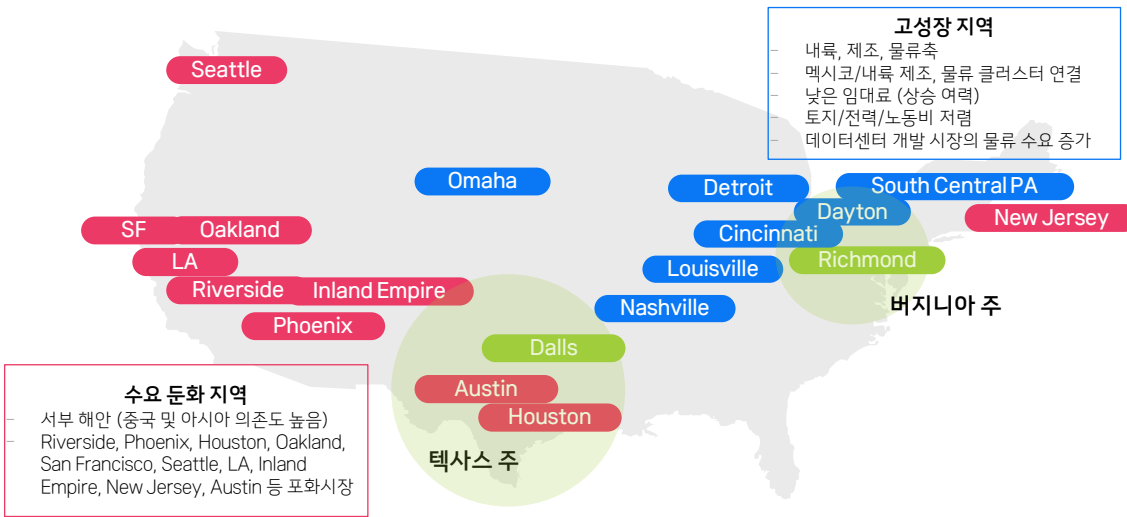 고성장 지역
– 내륙, 제조, 물류축
– 멕시코/내륙 제조, 물류 클러스터 연결
– 낮은 임대료 (상승 여력)
– 토지/전력/노동비 저렴
– 데이터센터 개발 시장의 물류 수요 증가
Seattle
Omaha
Detroit
South Central PA
Dayton
New Jersey
SF
Oakland
Cincinnati
LA
Louisville
Richmond
Riverside
Inland Empire
Nashville
버지니아 주
Phoenix
Dalls
Austin
Houston
텍사스 주
수요 둔화 지역
– 서부 해안 (중국 및 아시아 의존도 높음)
– Riverside, Phoenix, Houston, Oakland,
San Francisco, Seattle, LA, Inland
Empire, New Jersey, Austin 등 포화시장